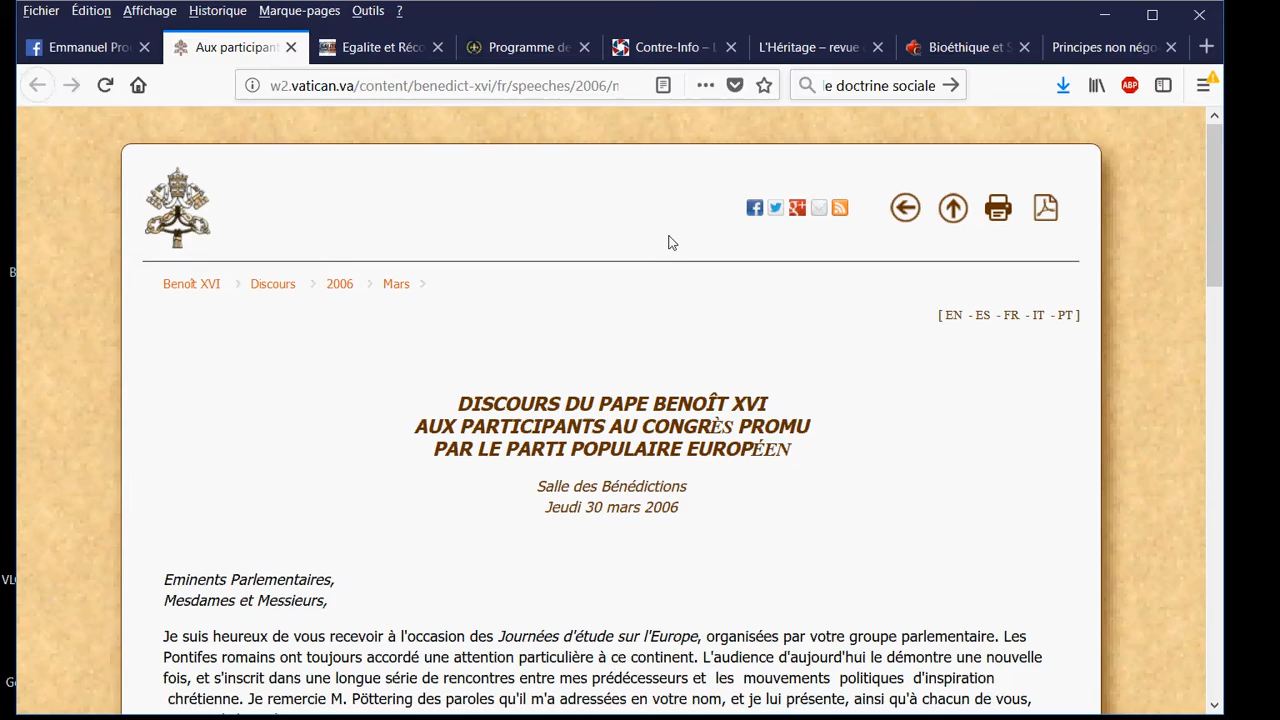 Fichier Édition Affichage Historique Marque-pages Outils ?
Emmanuel Pro Aux participant Egalite et Réco Programme de Contre-Info – L L'Héritage – revue Bioéthique et S Principes non négo
w2.vatican.va/content/benedict-xvi/fr/speeches/2006/n
le doctrine sociale
ABP
Benoît XVI > Discours > 2006 > Mars >
[ EN - ES - FR - IT - PT ]
DISCOURS DU PAPE BENOÎT XVI
AUX PARTICIPANTS AU CONGRÈS PROMU
PAR LE PARTI POPULAIRE EUROPÉEN
Salle des Bénédictions
Jeudi 30 mars 2006
Eminents Parlementaires,
Mesdames et Messieurs,
Je suis heureux de vous recevoir à l'occasion des Journées d'étude sur l'Europe, organisées par votre groupe parlementaire. Les
Pontifes romains ont toujours accordé une attention particulière à ce continent. L'audience d'aujourd'hui le démontre une nouvelle
fois, et s'inscrit dans une longue série de rencontres entre mes prédécesseurs et les mouvements politiques d'inspiration
chrétienne. Je remercie M. Pöttering des paroles qu'il m'a adressées en votre nom, et je lui présente, ainsi qu'à chacun de vous,